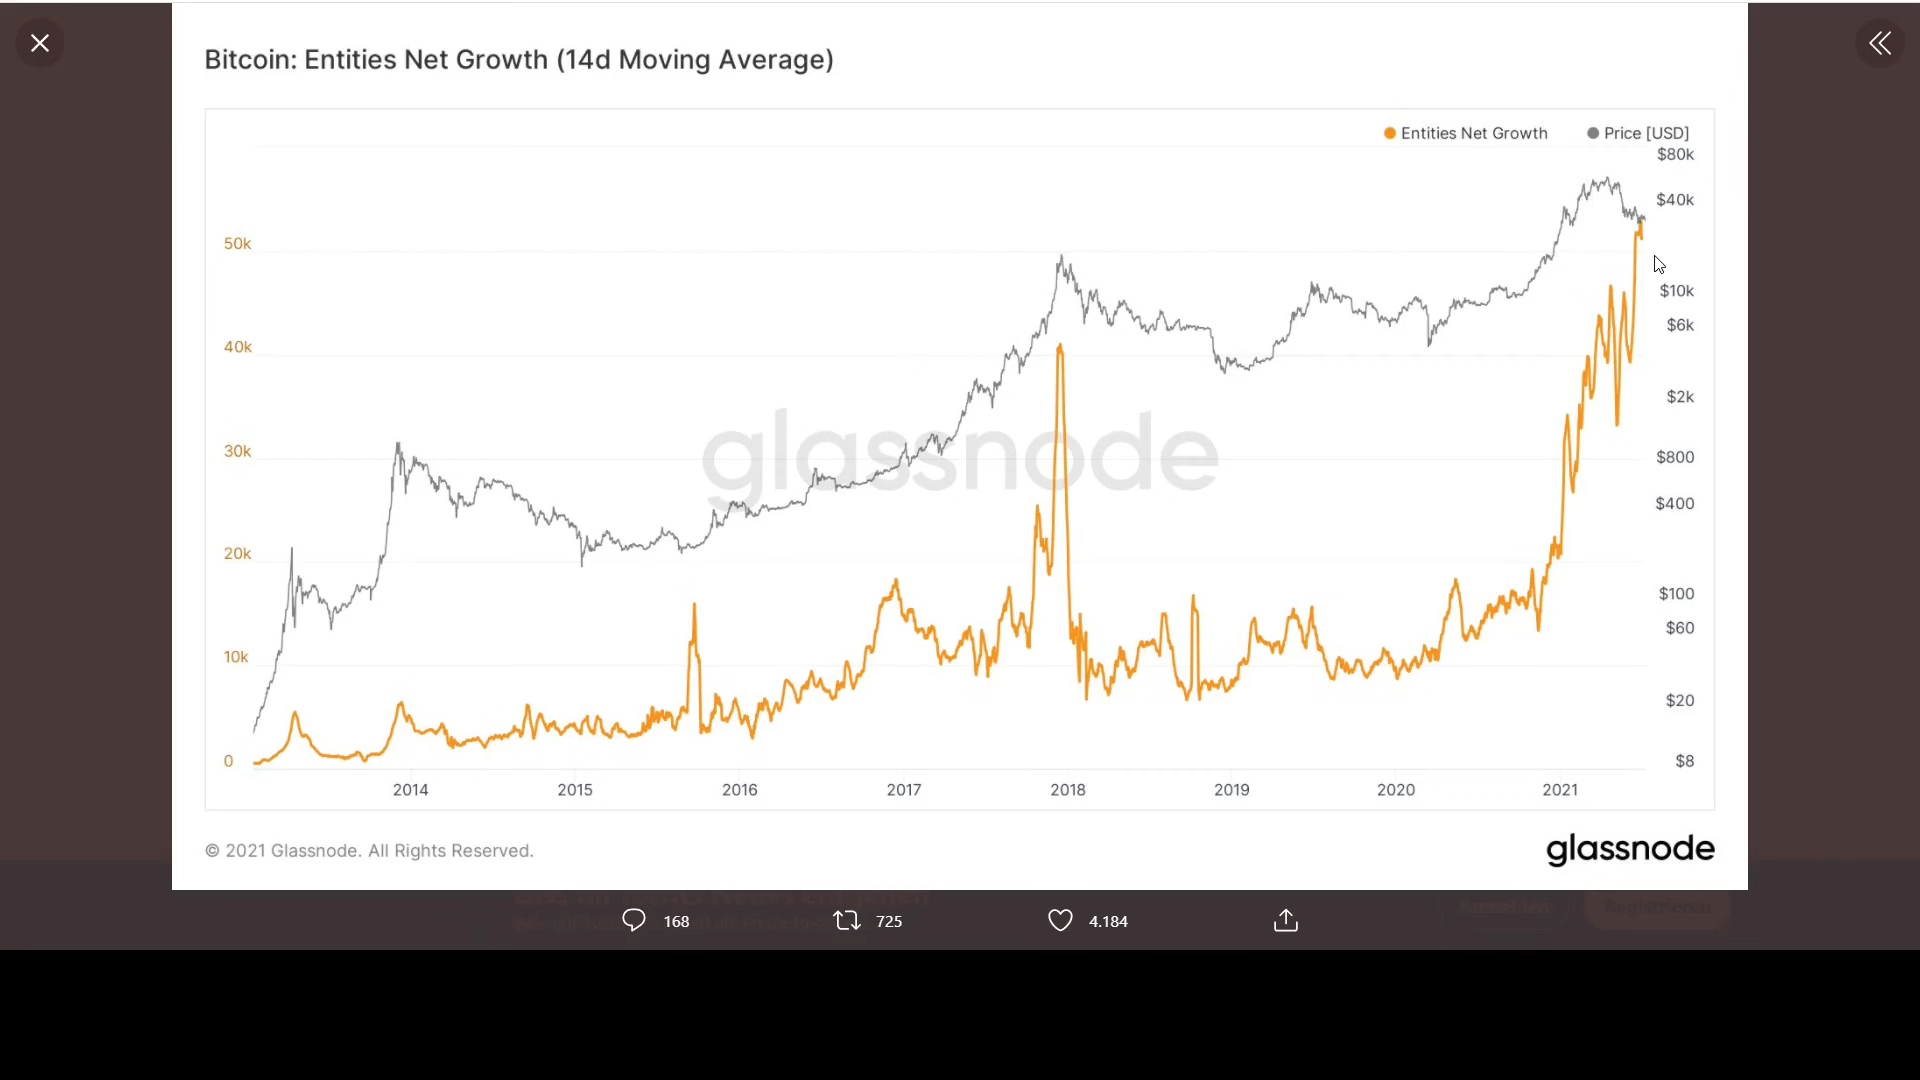 Bitcoin: Entities Net Growth (14d Moving Average)
Entities Net Growth Price [USD]
$80k
$40k
50k
$10k
$6k
40k
$2k
glassnode
30k
$800
$400
20k
$100
$60
10k
$20
0
$8
2014 2015 2016 2017 2018 2019 2020 2021
© 2021 Glassnode. All Rights Reserved.
glassnode
Anmelden
Registrieren
168 725 4.184